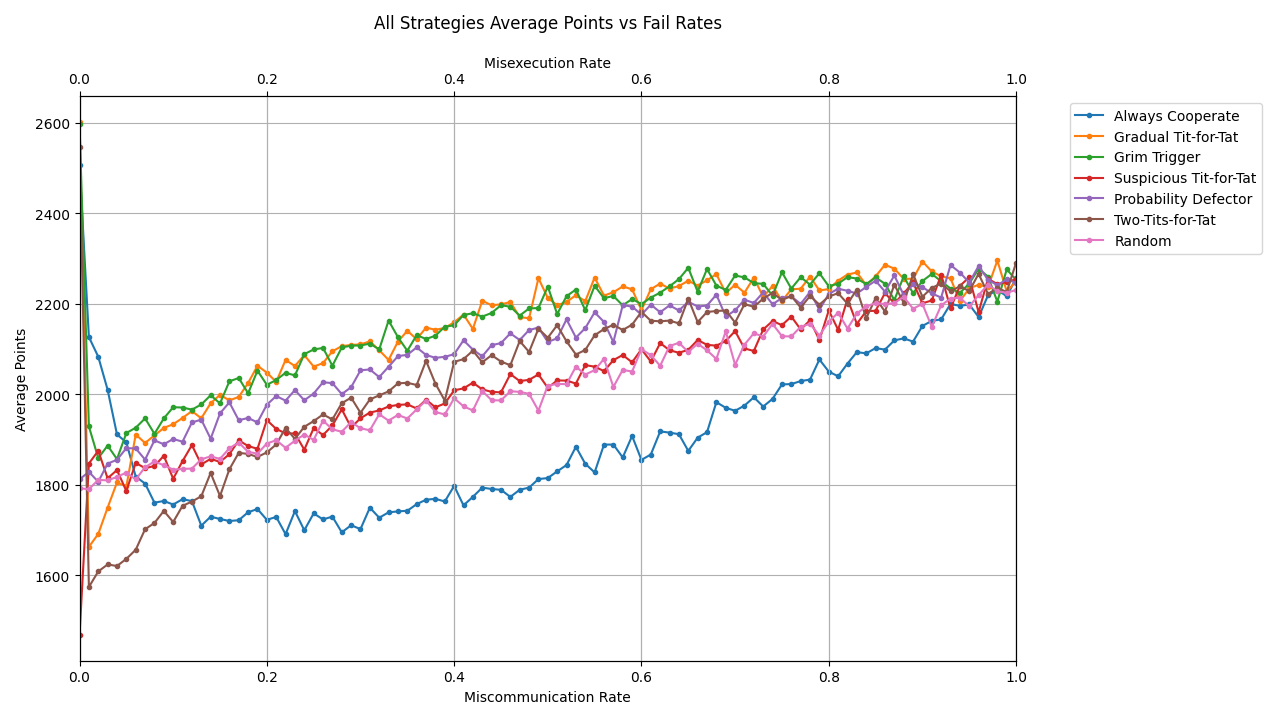 All Strategies Average Points vs Fail Rates
Misexecution Rate
0.0 0.2 0.4 0.6 0.8 1.0
2600
2400
2200
2000
1800
1600
Average Points
0.0 0.2 0.4 0.6 0.8 1.0
Miscommunication Rate
Always Cooperate
Gradual Tit-for-Tat
Grim Trigger
Suspicious Tit-for-Tat
Probability Defector
Two-Tits-for-Tat
Random